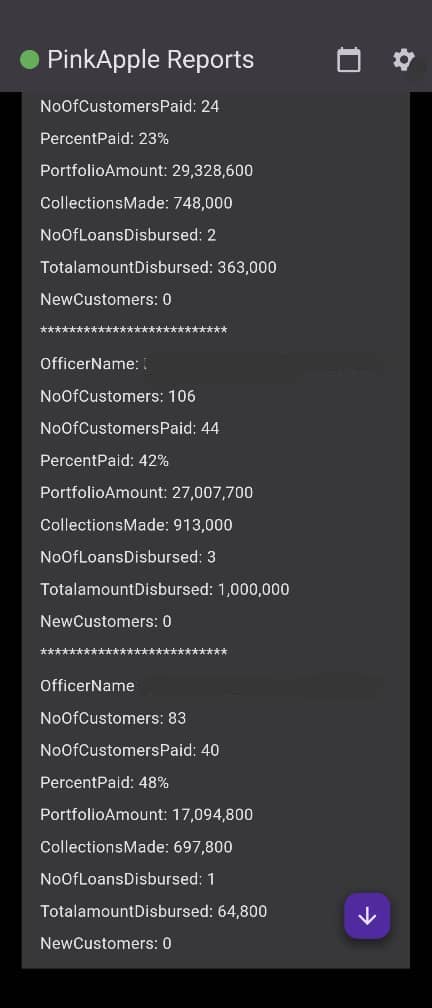 PinkApple Reports
NoOfCustomersPaid: 24
PercentPaid: 23%
PortfolioAmount: 29,328,600
CollectionsMade: 748,000
NoOfLoansDisbursed: 2
TotalamountDisbursed: 363,000
NewCustomers: 0
**************************
OfficerName:
NoOfCustomers: 106
NoOfCustomersPaid: 44
PercentPaid: 42%
PortfolioAmount: 27,007,700
CollectionsMade: 913,000
NoOfLoansDisbursed: 3
TotalamountDisbursed: 1,000,000
NewCustomers: 0
**************************
OfficerName
NoOfCustomers: 83
NoOfCustomersPaid: 40
PercentPaid: 48%
PortfolioAmount: 17,094,800
CollectionsMade: 697,800
NoOfLoansDisbursed: 1
TotalamountDisbursed: 64,800
NewCustomers: 0